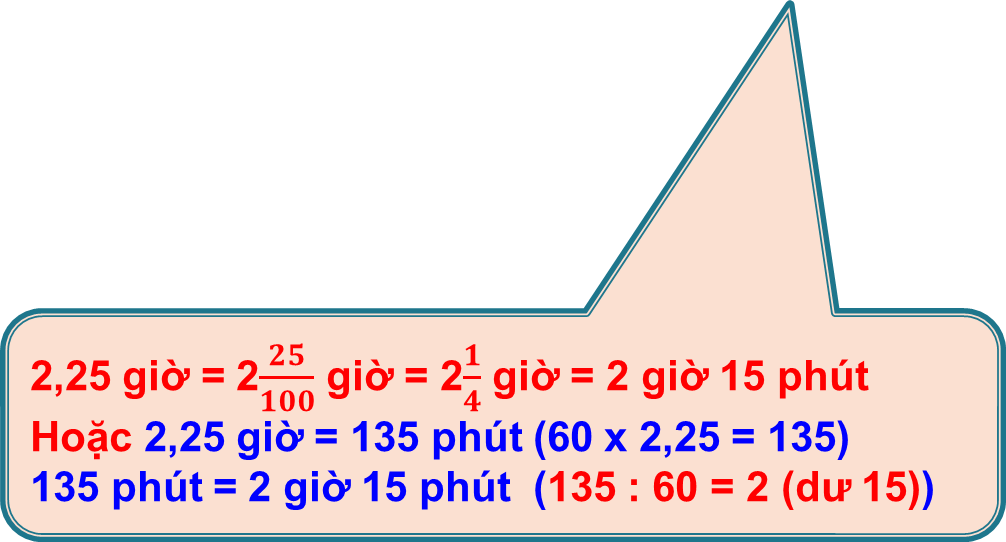 2,25 giờ = 2 25/100 giờ = 2 1/4 giờ = 2 giờ 15 phút
Hoặc 2,25 giờ = 135 phút (60 x 2,25 = 135)
135 phút = 2 giờ 15 phút (135 : 60 = 2 (dư 15))